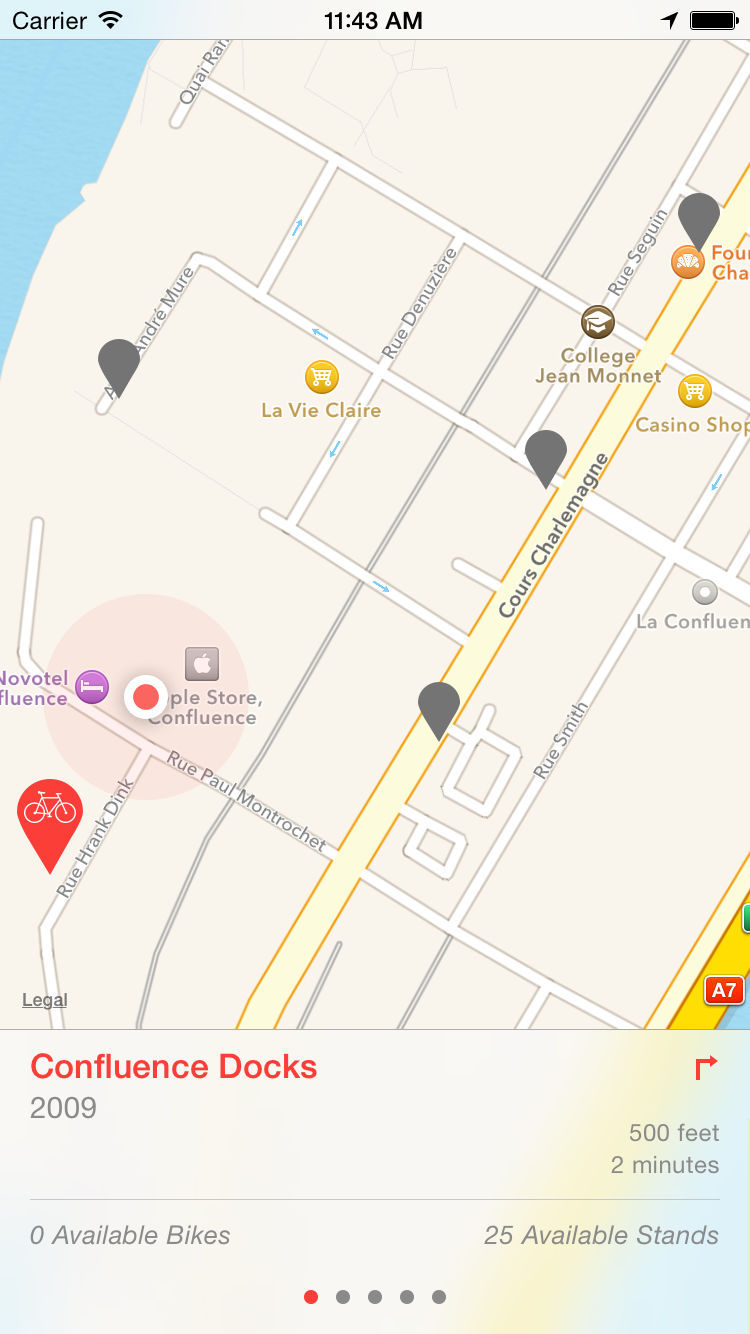 Carrier
11:43 AM
Quai Ram
Rue Seguin
Four
Cha
André Mure
Rue Denuzière
College
Jean Monnet
La Vie Claire
Casino Shop
Cours Charlemagne
La Confluen
Novotel
fluence
ple Store,
Confluence
Rue Smith
Rue Paul Montrochet
Rue Hrank Dink
A7
Legal
Confluence Docks
2009
500 feet
2 minutes
0 Available Bikes
25 Available Stands